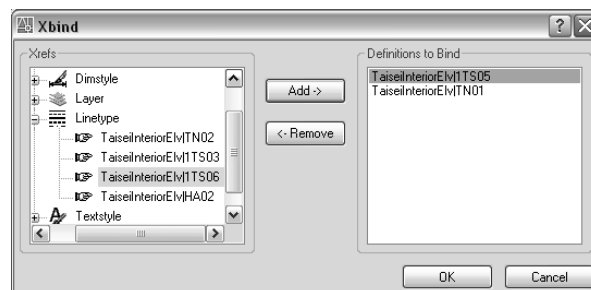 Xbind
Xrefs
Dimstyle
Layer
Linetype
TaiseiInteriorElv|TN02
TaiseiInteriorElv|1TS03
TaiseiInteriorElv|1TS06
TaiseiInteriorElv|HA02
Textstyle
Add ->
<- Remove
Definitions to Bind
TaiseiInteriorElv|1TS05
TaiseiInteriorElv|TN01
OK
Cancel